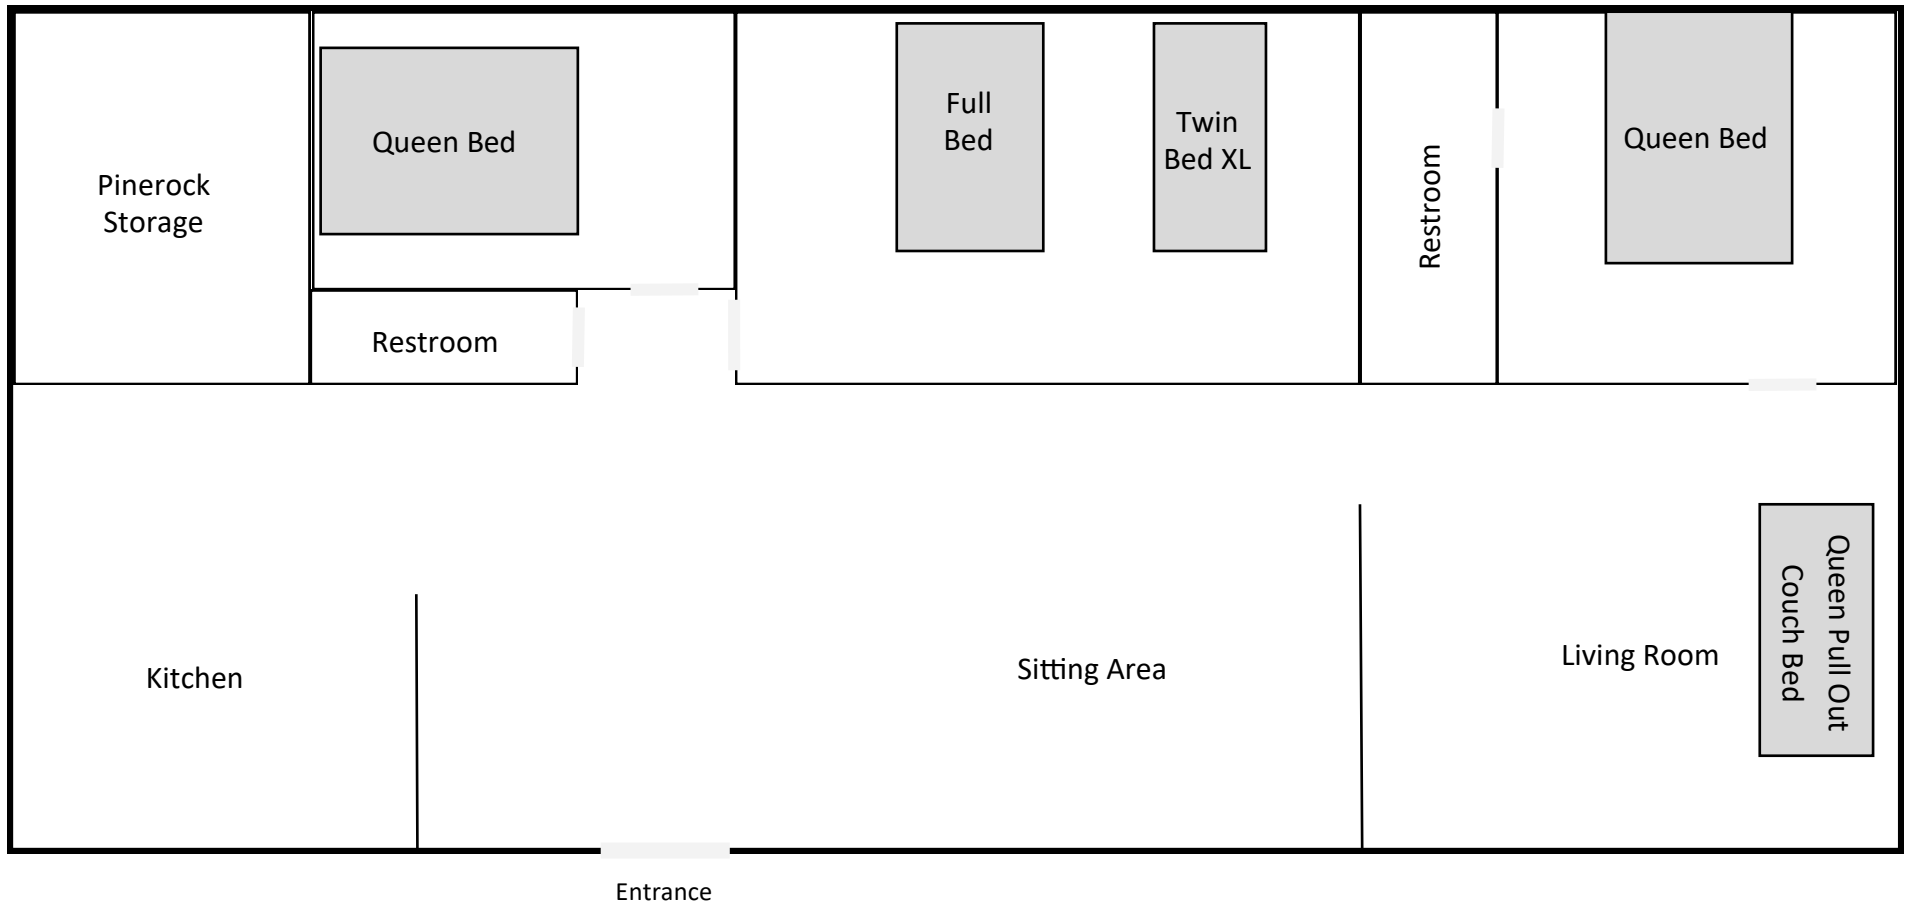 Pinerock
Storage
Queen Bed
Restroom
Full
Bed
Twin
Bed XL
Restroom
Queen Bed
Kitchen
Sitting Area
Living Room
Queen Pull Out
Couch Bed
Entrance